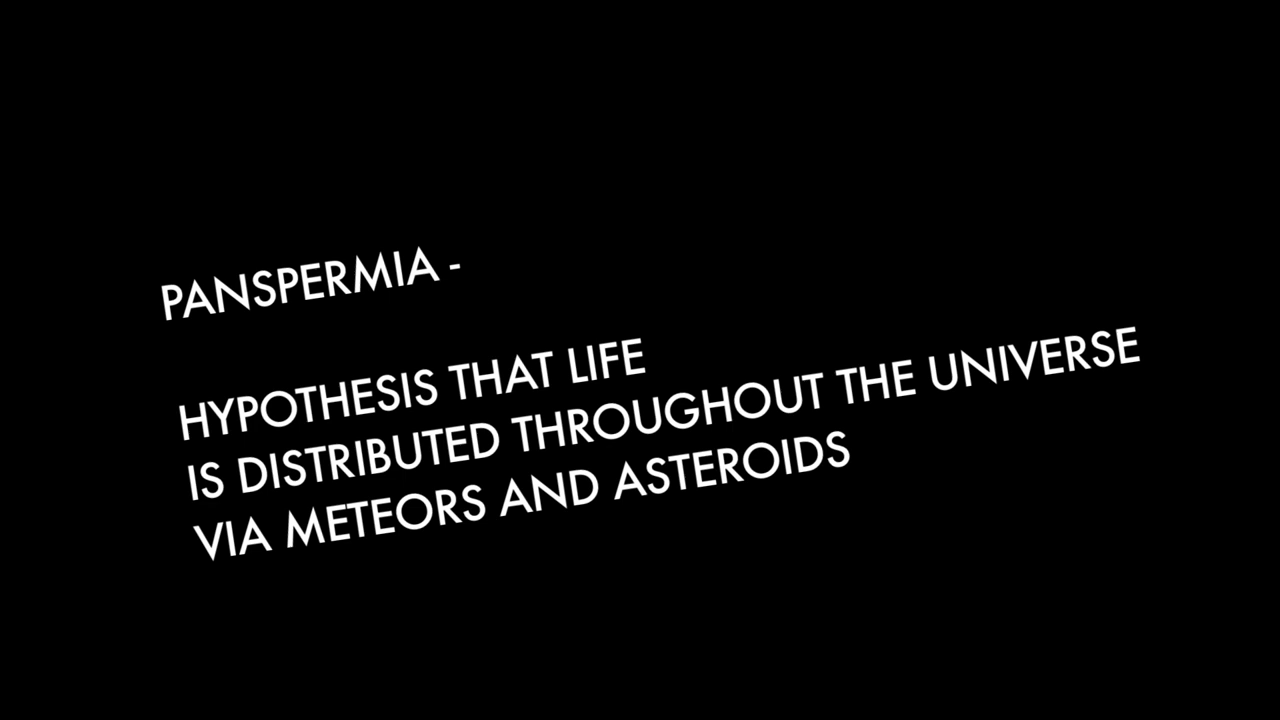 PANSPERMIA -
HYPOTHESIS THAT LIFE
IS DISTRIBUTED THROUGHOUT THE UNIVERSE
VIA METEORS AND ASTEROIDS